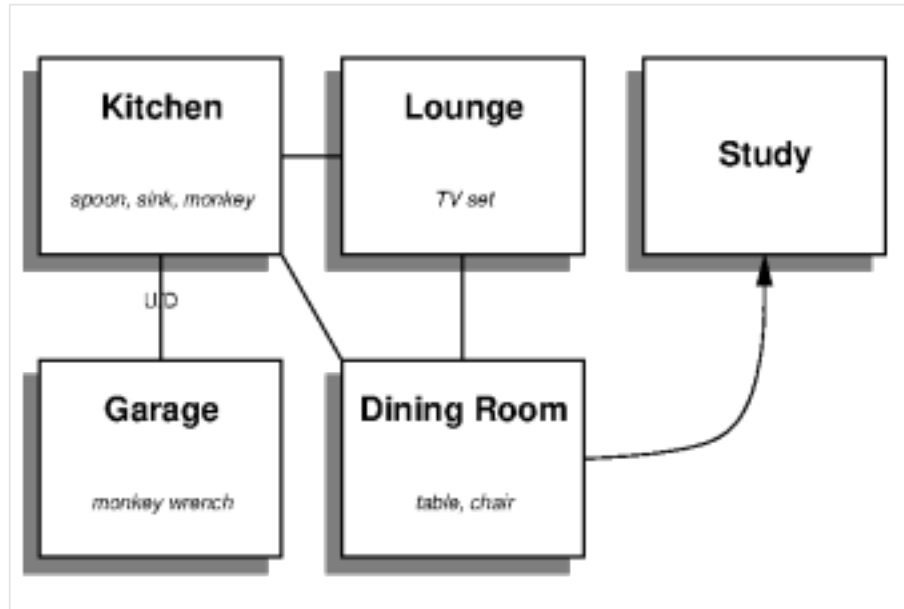 Kitchen
spoon, sink, monkey
Lounge
TV set
Study
U/D
Garage
monkey wrench
Dining Room
table, chair